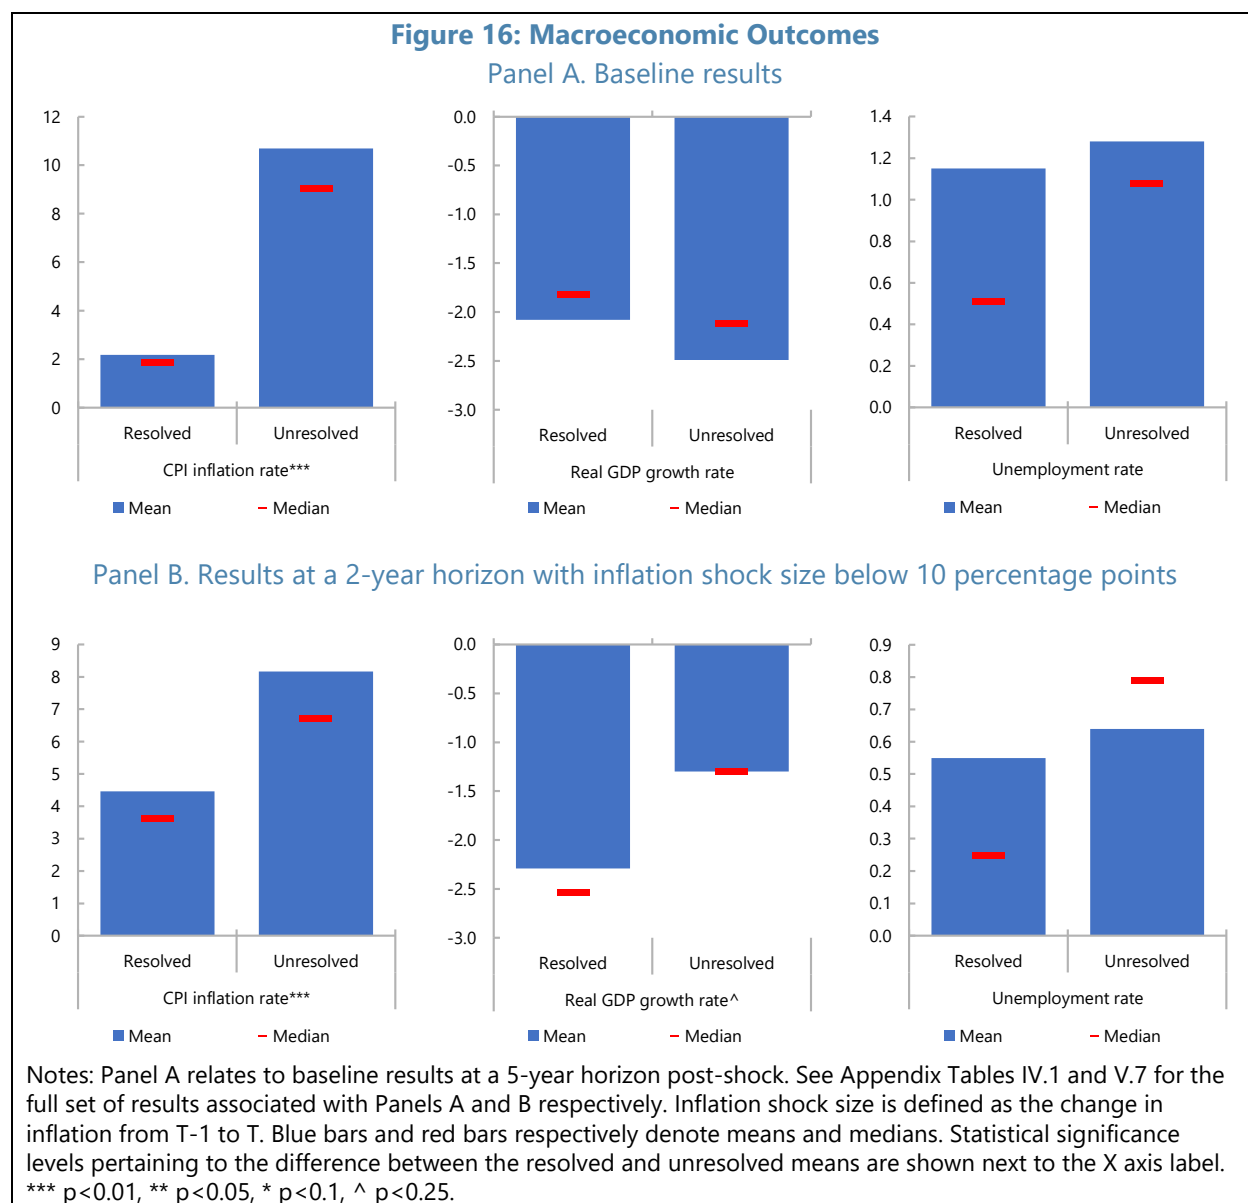 Figure 16: Macroeconomic Outcomes
Panel A. Baseline results
12
10
8
6
4
2
0
Resolved
Unresolved
CPI inflation rate***
Mean
Median
0.0
-0.5
-1.0
-1.5
-2.0
-2.5
-3.0
Resolved
Unresolved
Real GDP growth rate
Mean
Median
1.4
1.2
1.0
0.8
0.6
0.4
0.2
0.0
Resolved
Unresolved
Unemployment rate
Mean
Median
Panel B. Results at a 2-year horizon with inflation shock size below 10 percentage points
9
8
7
6
5
4
3
2
1
0
Resolved
Unresolved
CPI inflation rate***
Mean
Median
0.0
-0.5
-1.0
-1.5
-2.0
-2.5
-3.0
Resolved
Unresolved
Real GDP growth rate^
Mean
Median
0.9
0.8
0.7
0.6
0.5
0.4
0.3
0.2
0.1
0.0
Resolved
Unresolved
Unemployment rate
Mean
Median
Notes: Panel A relates to baseline results at a 5-year horizon post-shock. See Appendix Tables IV.1 and V.7 for the
full set of results associated with Panels A and B respectively. Inflation shock size is defined as the change in
inflation from T-1 to T. Blue bars and red bars respectively denote means and medians. Statistical significance
levels pertaining to the difference between the resolved and unresolved means are shown next to the X axis label.
*** p<0.01, ** p<0.05, * p<0.1, ^ p<0.25.